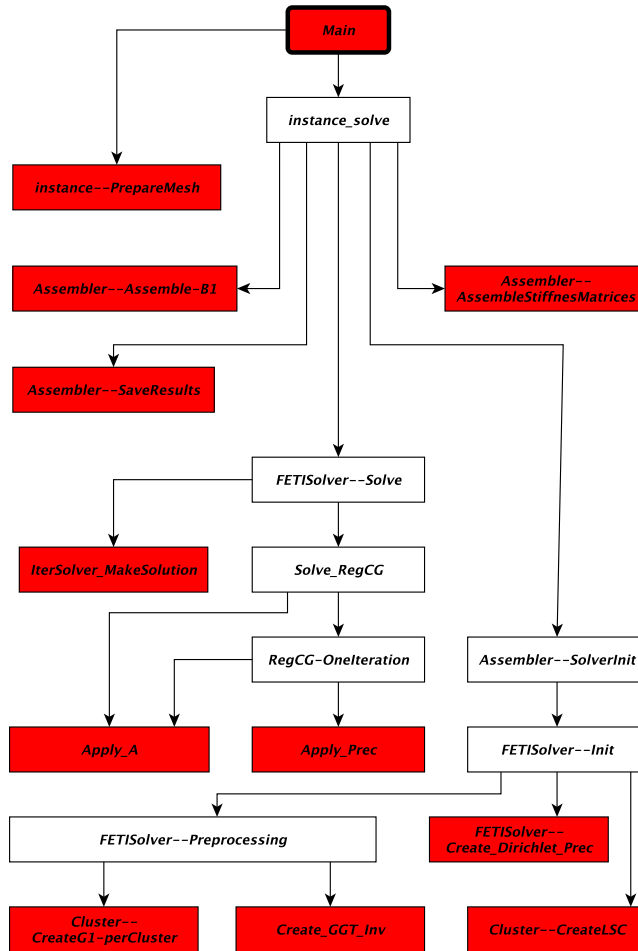 Main
instance_solve
instance--PrepareMesh
Assembler--Assemble-B1
Assembler--
AssembleStiffnesMatrices
Assembler--SaveResults
FETISolver--Solve
IterSolver_MakeSolution
Solve_RegCG
RegCG-OneIteration
Assembler--SolverInit
Apply_A
Apply_Prec
FETISolver--Init
FETISolver--Preprocessing
FETISolver--
Create_Dirichlet_Prec
Cluster--
CreateG1-perCluster
Create_GGT_Inv
Cluster--CreateLSC